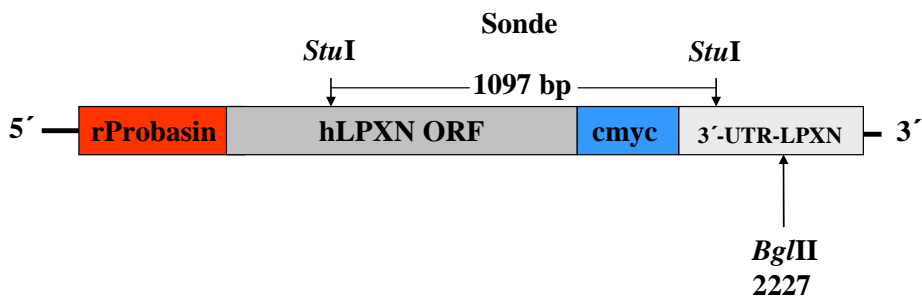 Sonde
StuI StuI
1097 bp
5´ rProbasin hLPXN ORF cmyc 3´-UTR-LPXN 3´
BglII
2227